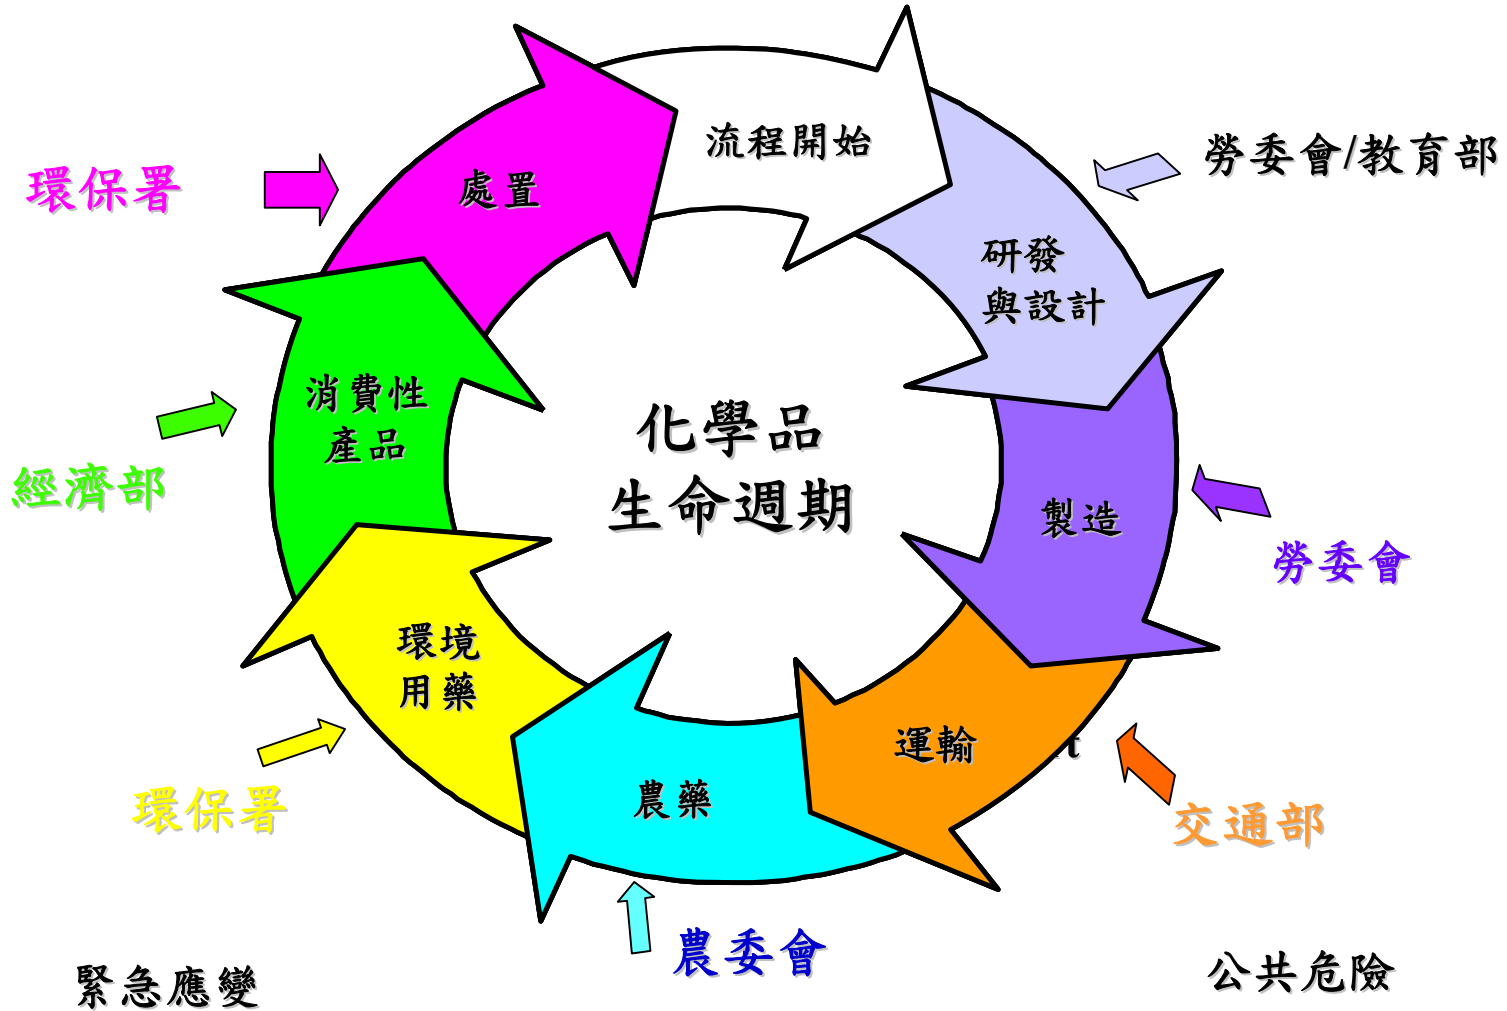 流程開始
勞委會/教育部
處置
環保署
研發
與設計
消費性
產品
化學品
生命週期
經濟部
製造
勞委會
環境
用藥
運輸
環保署
農藥
交通部
農委會
緊急應變
公共危險